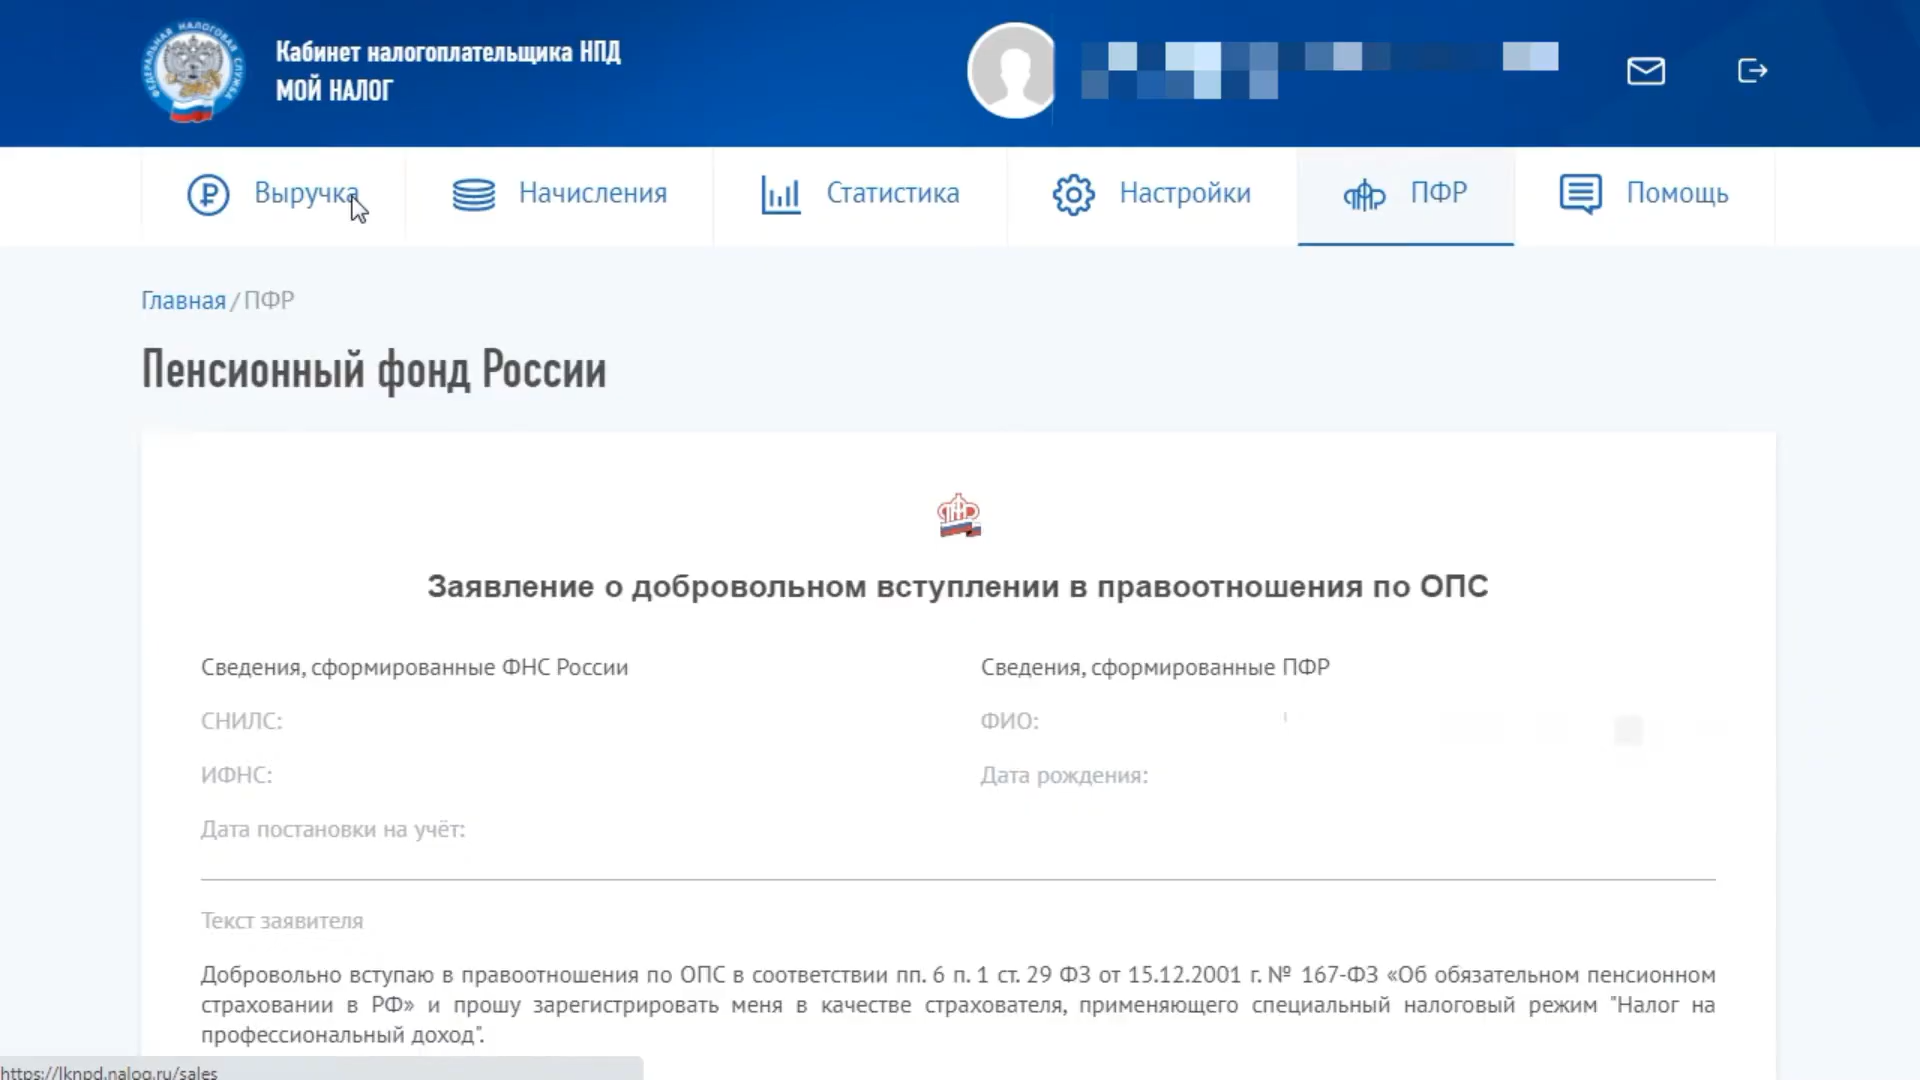 ФЕДЕРАЛЬНАЯ НАЛОГОВАЯ СЛУЖБА
Кабинет налогоплательщика НПД
МОЙ НАЛОГ
Выручка
Начисления
Статистика
Настройки
ПФР
Помощь
Главная / ПФР
Пенсионный фонд России
Заявление о добровольном вступлении в правоотношения по ОПС
Сведения, сформированные ФНС России
Сведения, сформированные ПФР
СНИЛС:
ФИО:
ИФНС:
Дата рождения:
Дата постановки на учёт:
Текст заявителя
Добровольно вступаю в правоотношения по ОПС в соответствии пп. 6 п. 1 ст. 29 ФЗ от 15.12.2001 г. № 167-ФЗ «Об обязательном пенсионном
страховании в РФ» и прошу зарегистрировать меня в качестве страхователя, применяющего специальный налоговый режим "Налог на
профессиональный доход".
https://lknpd.nalog.ru/sales